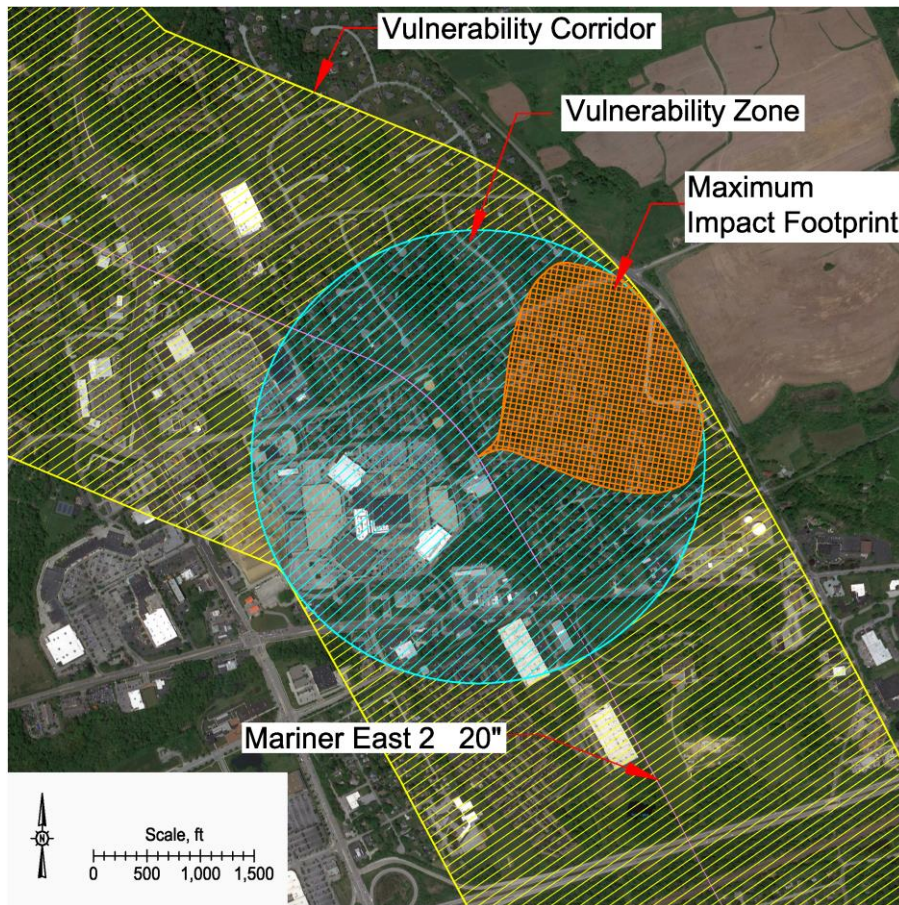 Vulnerability Corridor
Vulnerability Zone
Maximum
Impact Footprint
Mariner East 2 20"
N
Scale, ft
0 500 1,000 1,500